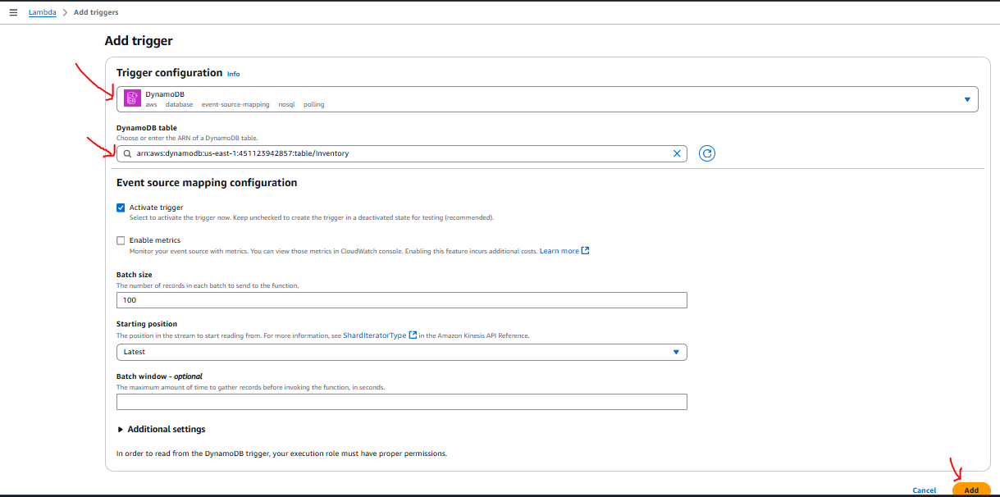 Lambda > Add triggers
Add trigger
Trigger configuration Info
DynamoDB
aws database event-source-mapping nosql polling
DynamoDB table
Choose or enter the ARN of a DynamoDB table.
arn:aws:dynamodb:us-east-1:451123942857:table/Inventory
Event source mapping configuration
Activate trigger
Select to activate the trigger now. Keep unchecked to create the trigger in a deactivated state for testing (recommended).
Enable metrics
Monitor your event source with metrics. You can view those metrics in CloudWatch console. Enabling this feature incurs additional costs. Learn more
Batch size
The number of records in each batch to send to the function.
100
Starting position
The position in the stream to start reading from. For more information, see ShardIteratorType in the Amazon Kinesis API Reference.
Latest
Batch window - optional
The maximum amount of time to gather records before invoking the function, in seconds.
Additional settings
In order to read from the DynamoDB trigger, your execution role must have proper permissions.
Cancel Add